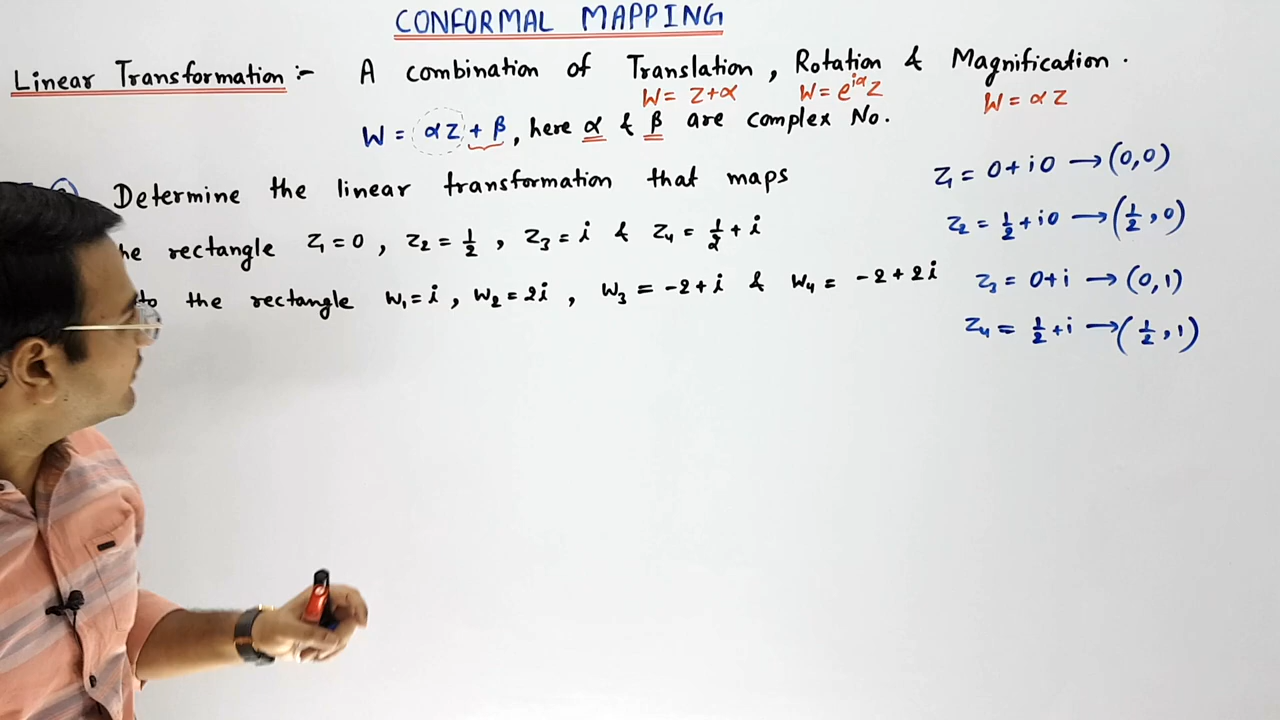 CONFORMAL MAPPING
Linear Transformation :- A combination of Translation, Rotation & Magnification.
W = Z+α W = e^{iα}Z W = αZ
W = αZ + β, here α & β are complex No.
Determine the linear transformation that maps
he rectangle Z₁ = 0, Z₂ = 1/2, Z₃ = i & Z₄ = 1/2 + i
to the rectangle W₁ = i, W₂ = 2i, W₃ = -2+i & W₄ = -2+2i
Z₁ = 0 + i0 → (0,0)
Z₂ = 1/2 + i0 → (1/2, 0)
Z₃ = 0+i → (0,1)
Z₄ = 1/2 + i → (1/2, 1)